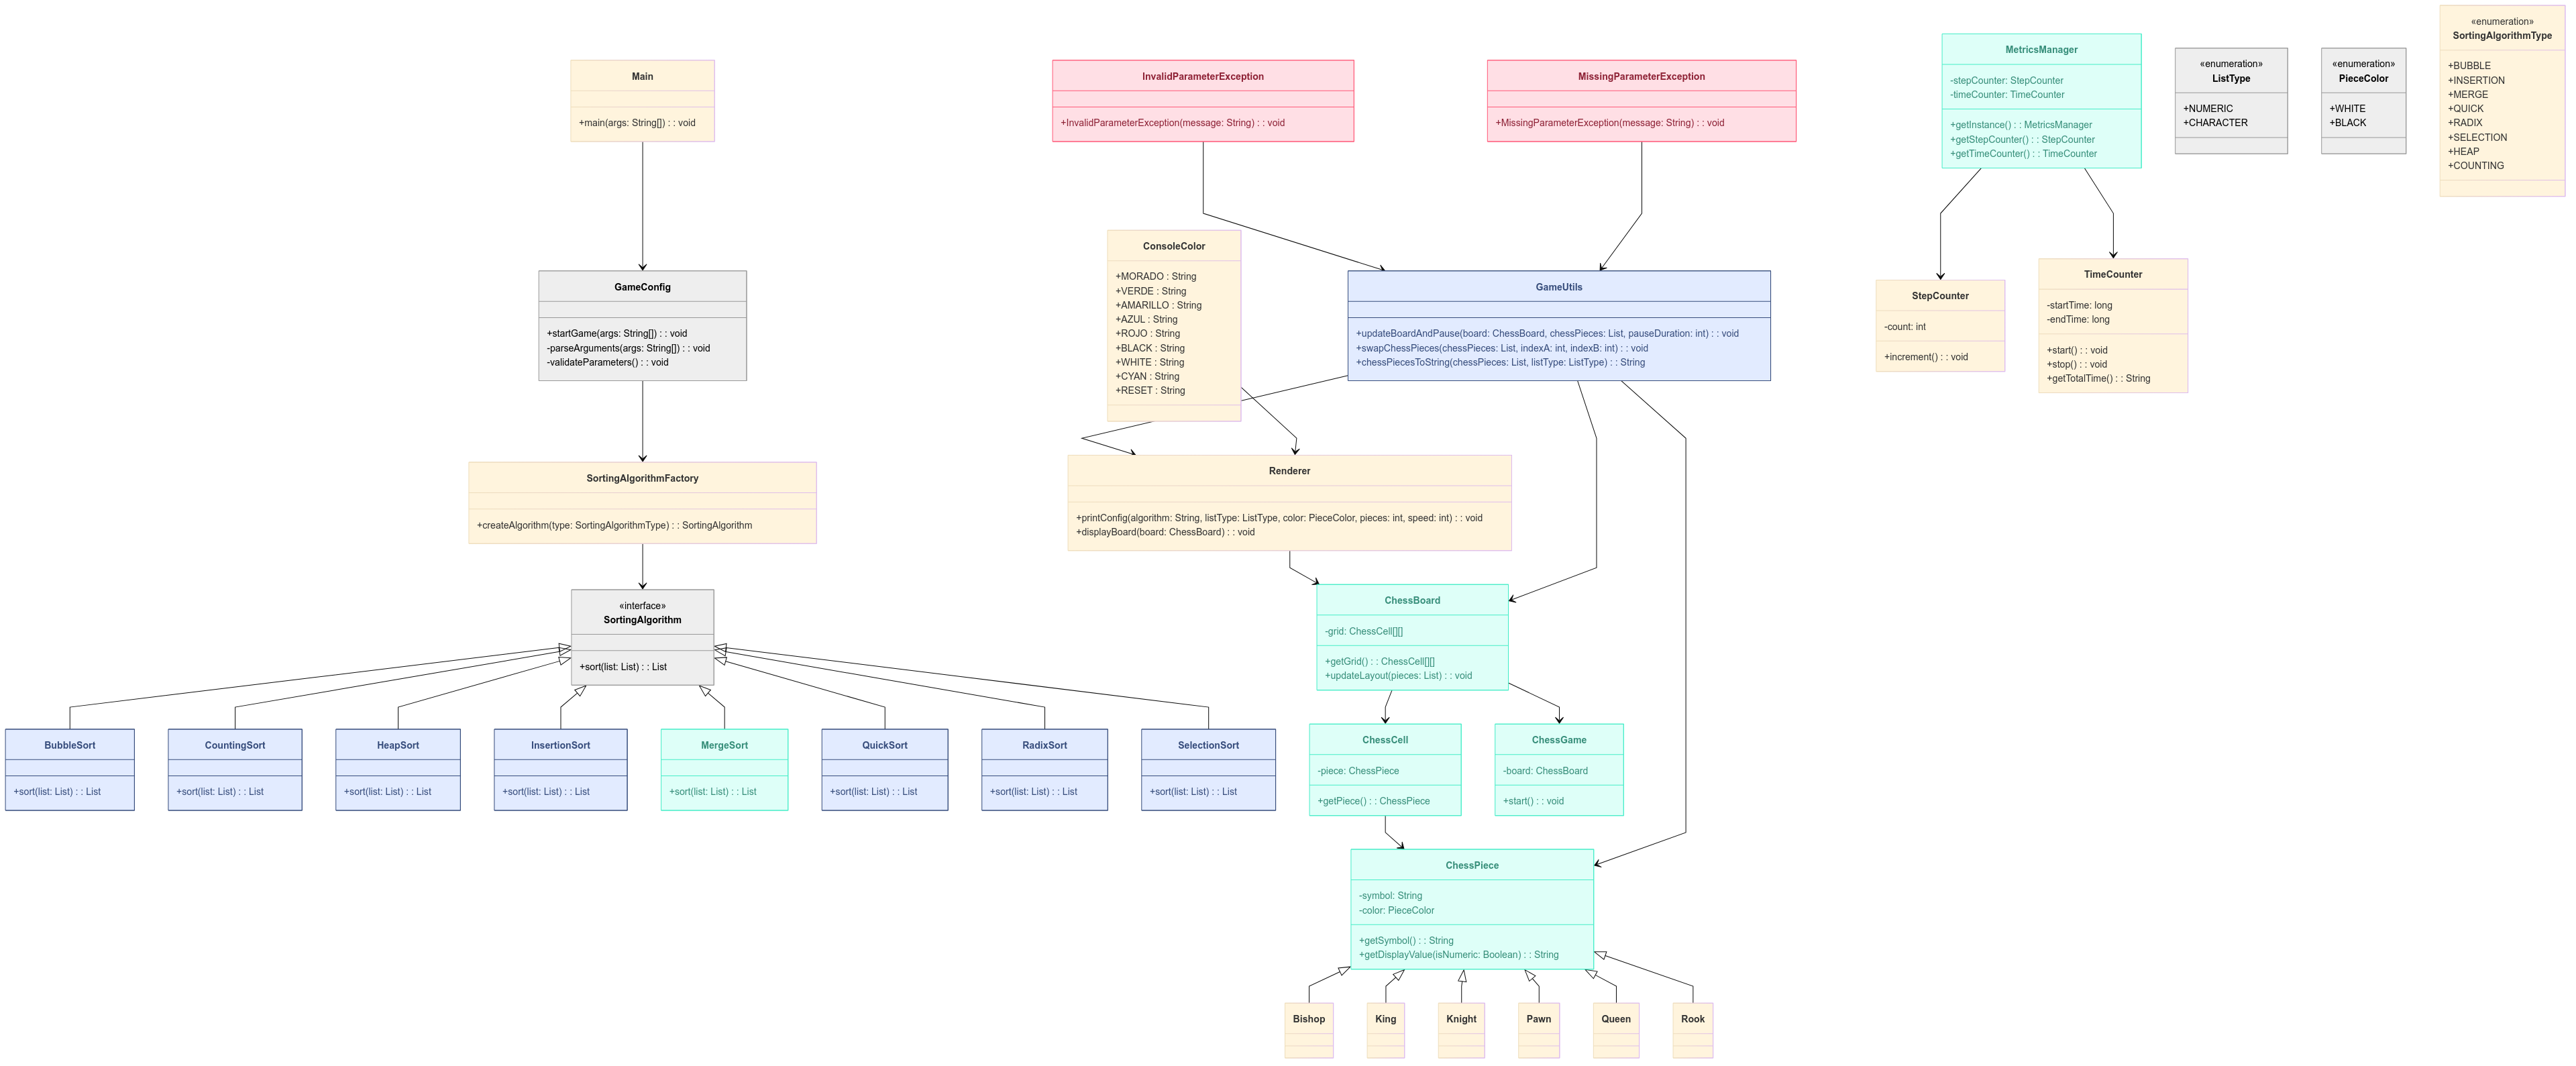 Main
+main(args: String[]) : : void
InvalidParameterException
+InvalidParameterException(message: String) : : void
MissingParameterException
+MissingParameterException(message: String) : : void
MetricsManager
-stepCounter: StepCounter
-timeCounter: TimeCounter
+getInstance() : : MetricsManager
+getStepCounter() : : StepCounter
+getTimeCounter() : : TimeCounter
«enumeration»
ListType
+NUMERIC
+CHARACTER
«enumeration»
PieceColor
+WHITE
+BLACK
«enumeration»
SortingAlgorithmType
+BUBBLE
+INSERTION
+MERGE
+QUICK
+RADIX
+SELECTION
+HEAP
+COUNTING
GameConfig
+startGame(args: String[]) : : void
-parseArguments(args: String[]) : : void
-validateParameters() : : void
ConsoleColor
+MORADO : String
+VERDE : String
+AMARILLO : String
+AZUL : String
+ROJO : String
+BLACK : String
+WHITE : String
+CYAN : String
+RESET : String
GameUtils
+updateBoardAndPause(board: ChessBoard, chessPieces: List, pauseDuration: int) : : void
+swapChessPieces(chessPieces: List, indexA: int, indexB: int) : : void
+chessPiecesToString(chessPieces: List, listType: ListType) : : String
StepCounter
-count: int
+increment() : : void
TimeCounter
-startTime: long
-endTime: long
+start() : : void
+stop() : : void
+getTotalTime() : : String
SortingAlgorithmFactory
+createAlgorithm(type: SortingAlgorithmType) : : SortingAlgorithm
Renderer
+printConfig(algorithm: String, listType: ListType, color: PieceColor, pieces: int, speed: int) : : void
+displayBoard(board: ChessBoard) : : void
«interface»
SortingAlgorithm
+sort(list: List) : : List
ChessBoard
-grid: ChessCell[][]
+getGrid() : : ChessCell[][]
+updateLayout(pieces: List) : : void
BubbleSort
+sort(list: List) : : List
CountingSort
+sort(list: List) : : List
HeapSort
+sort(list: List) : : List
InsertionSort
+sort(list: List) : : List
MergeSort
+sort(list: List) : : List
QuickSort
+sort(list: List) : : List
RadixSort
+sort(list: List) : : List
SelectionSort
+sort(list: List) : : List
ChessCell
-piece: ChessPiece
+getPiece() : : ChessPiece
ChessGame
-board: ChessBoard
+start() : : void
ChessPiece
-symbol: String
-color: PieceColor
+getSymbol() : : String
+getDisplayValue(isNumeric: Boolean) : : String
Bishop
King
Knight
Pawn
Queen
Rook